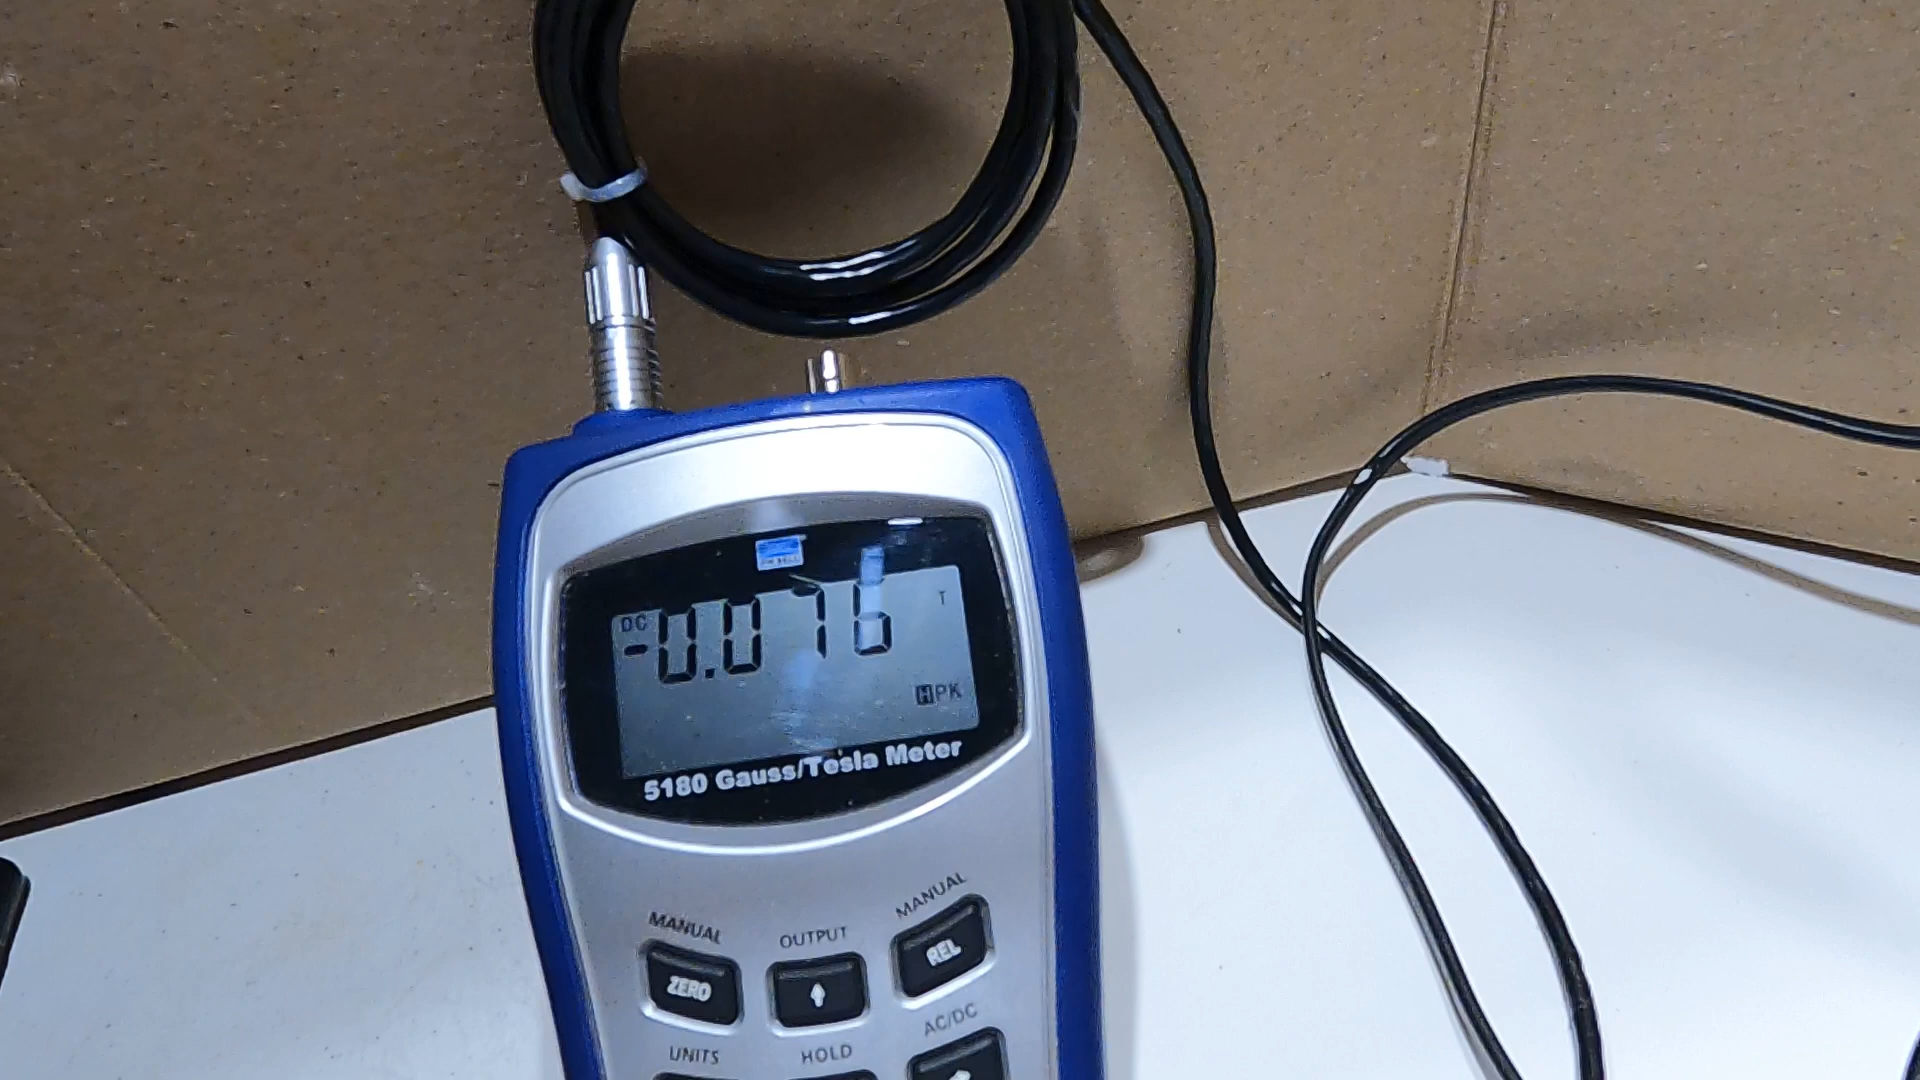 DC
T
-0.076
HPK
5180 Gauss/Tesla Meter
MANUAL
OUTPUT
MANUAL
ZERO
REL
AC/DC
UNITS
HOLD